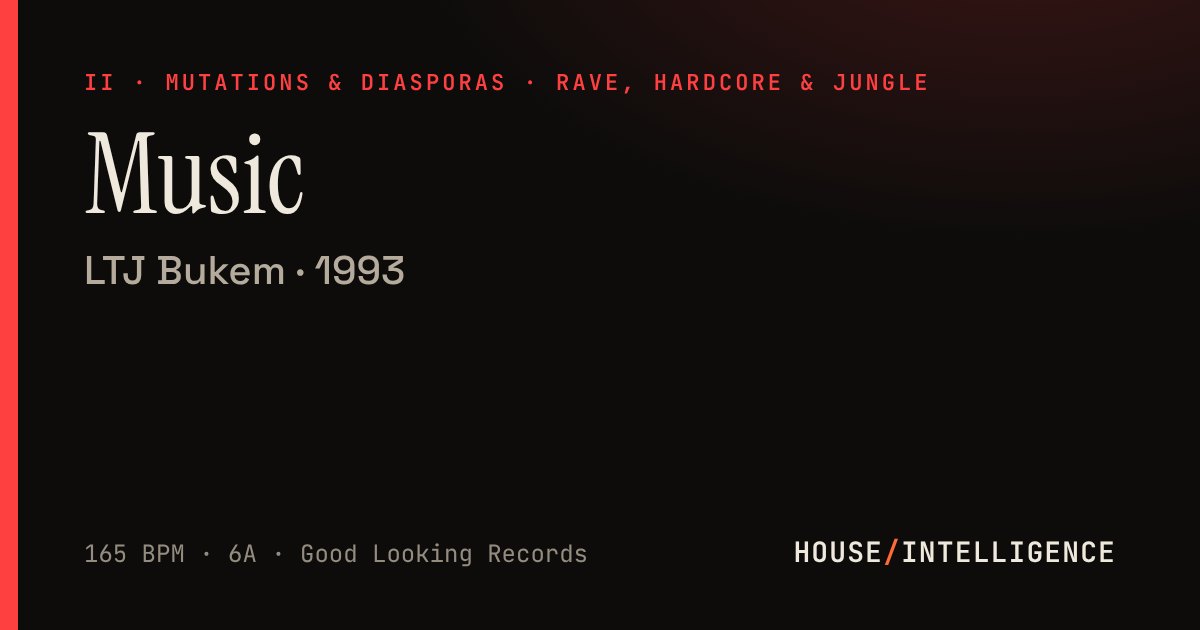 II · MUTATIONS & DIASPORAS · RAVE, HARDCORE & JUNGLE
Music
LTJ Bukem · 1993
165 BPM · 6A · Good Looking Records
HOUSE/INTELLIGENCE